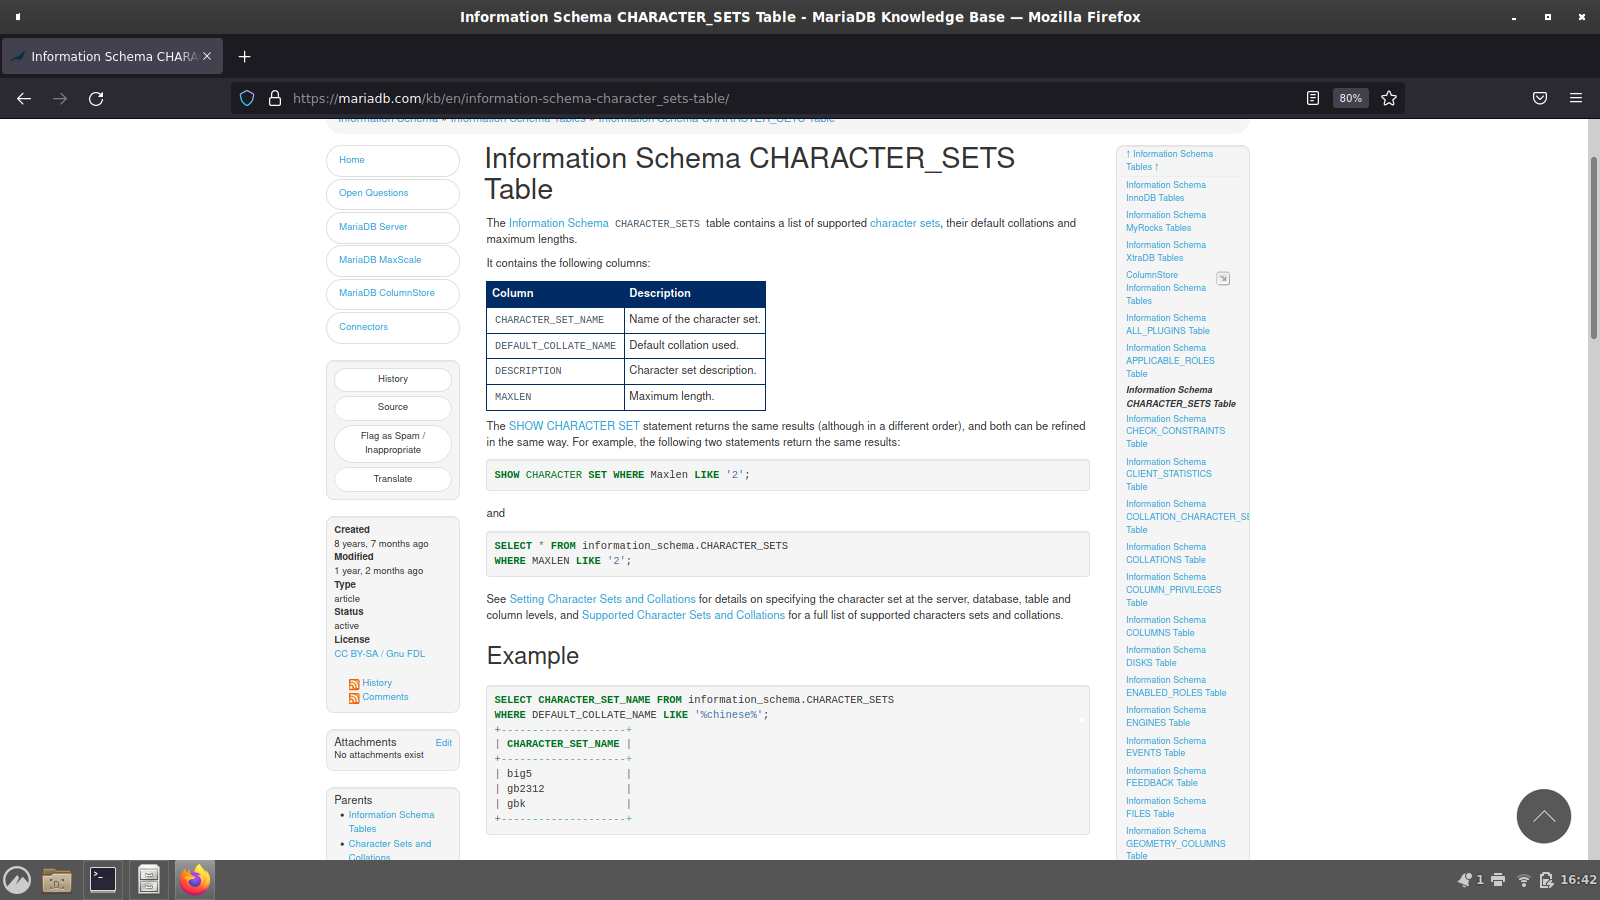 Information Schema CHARACTER_SETS Table - MariaDB Knowledge Base — Mozilla Firefox
Information Schema CHARA
https://mariadb.com/kb/en/information-schema-character_sets-table/
80%
Information Schema » Information Schema Tables » Information Schema CHARACTER_SETS Table
Home
Open Questions
MariaDB Server
MariaDB MaxScale
MariaDB ColumnStore
Connectors
History
Source
Flag as Spam /
Inappropriate
Translate
Created
8 years, 7 months ago
Modified
1 year, 2 months ago
Type
article
Status
active
License
CC BY-SA / Gnu FDL
History
Comments
Attachments Edit
No attachments exist
Parents
• Information Schema
Tables
• Character Sets and
Collations
Information Schema CHARACTER_SETS
Table
The Information Schema CHARACTER_SETS table contains a list of supported character sets, their default collations and
maximum lengths.
It contains the following columns:
Column Description
CHARACTER_SET_NAME Name of the character set.
DEFAULT_COLLATE_NAME Default collation used.
DESCRIPTION Character set description.
MAXLEN Maximum length.
The SHOW CHARACTER SET statement returns the same results (although in a different order), and both can be refined
in the same way. For example, the following two statements return the same results:
SHOW CHARACTER SET WHERE Maxlen LIKE '2';
and
SELECT * FROM information_schema.CHARACTER_SETS
WHERE MAXLEN LIKE '2';
See Setting Character Sets and Collations for details on specifying the character set at the server, database, table and
column levels, and Supported Character Sets and Collations for a full list of supported characters sets and collations.
Example
SELECT CHARACTER_SET_NAME FROM information_schema.CHARACTER_SETS
WHERE DEFAULT_COLLATE_NAME LIKE '%chinese%';
+--------------------+
| CHARACTER_SET_NAME |
+--------------------+
| big5               |
| gb2312             |
| gbk                |
+--------------------+
↑ Information Schema
Tables ↑
Information Schema
InnoDB Tables
Information Schema
MyRocks Tables
Information Schema
XtraDB Tables
ColumnStore
Information Schema
Tables
Information Schema
ALL_PLUGINS Table
Information Schema
APPLICABLE_ROLES
Table
Information Schema
CHARACTER_SETS Table
Information Schema
CHECK_CONSTRAINTS
Table
Information Schema
CLIENT_STATISTICS
Table
Information Schema
COLLATION_CHARACTER_SE
Table
Information Schema
COLLATIONS Table
Information Schema
COLUMN_PRIVILEGES
Table
Information Schema
COLUMNS Table
Information Schema
DISKS Table
Information Schema
ENABLED_ROLES Table
Information Schema
ENGINES Table
Information Schema
EVENTS Table
Information Schema
FEEDBACK Table
Information Schema
FILES Table
Information Schema
GEOMETRY_COLUMNS
Table
1
16:42